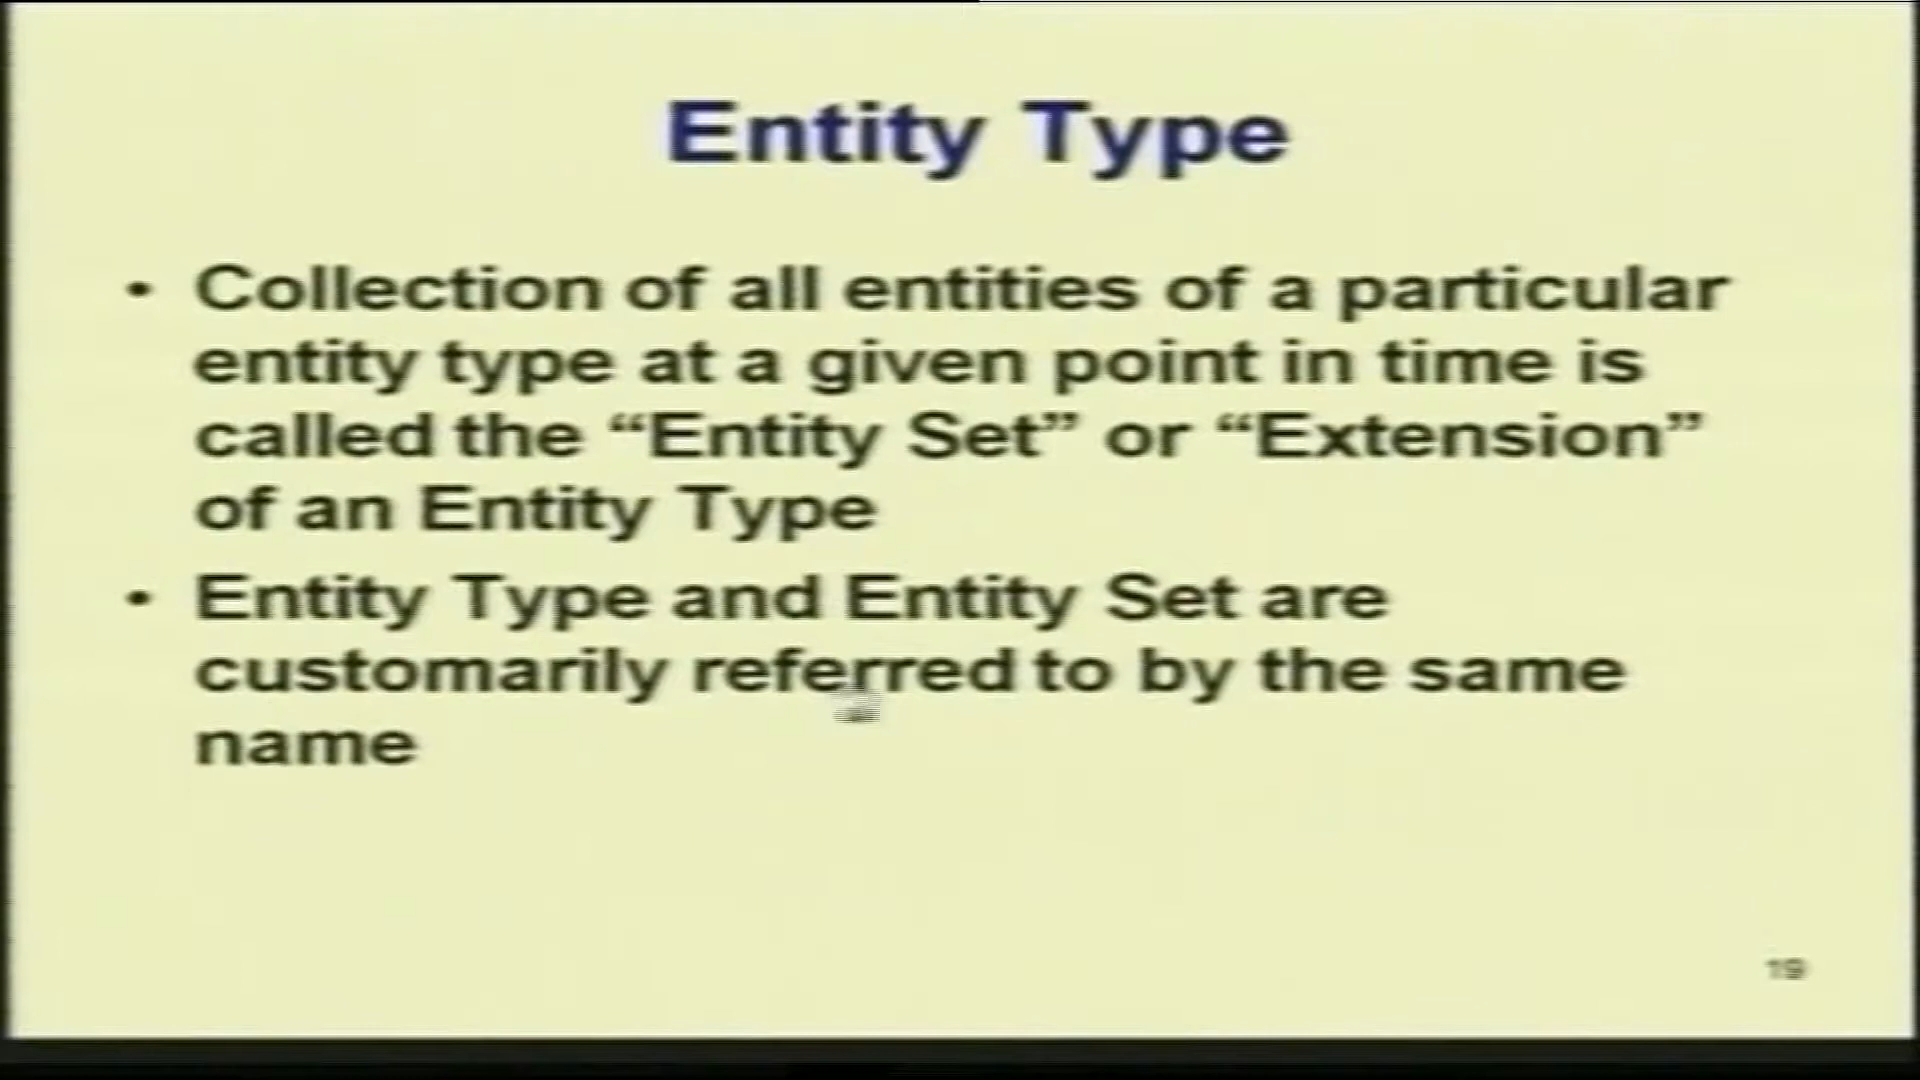 Entity Type
• Collection of all entities of a particular
entity type at a given point in time is
called the “Entity Set” or “Extension”
of an Entity Type
• Entity Type and Entity Set are
customarily referred to by the same
name
19